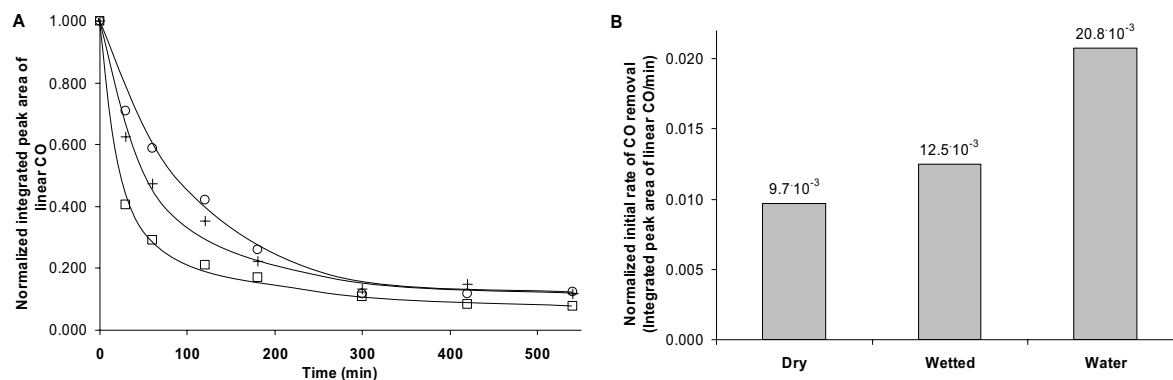 A
Normalized integrated peak area of
linear CO
1.000
0.800
0.600
0.400
0.200
0.000
0
100
200
300
400
500
Time (min)
B
Normalized initial rate of CO removal
(Integrated peak area of linear CO/min)
0.020
0.015
0.010
0.005
0.000
9.7·10⁻³
12.5·10⁻³
20.8·10⁻³
Dry
Wetted
Water